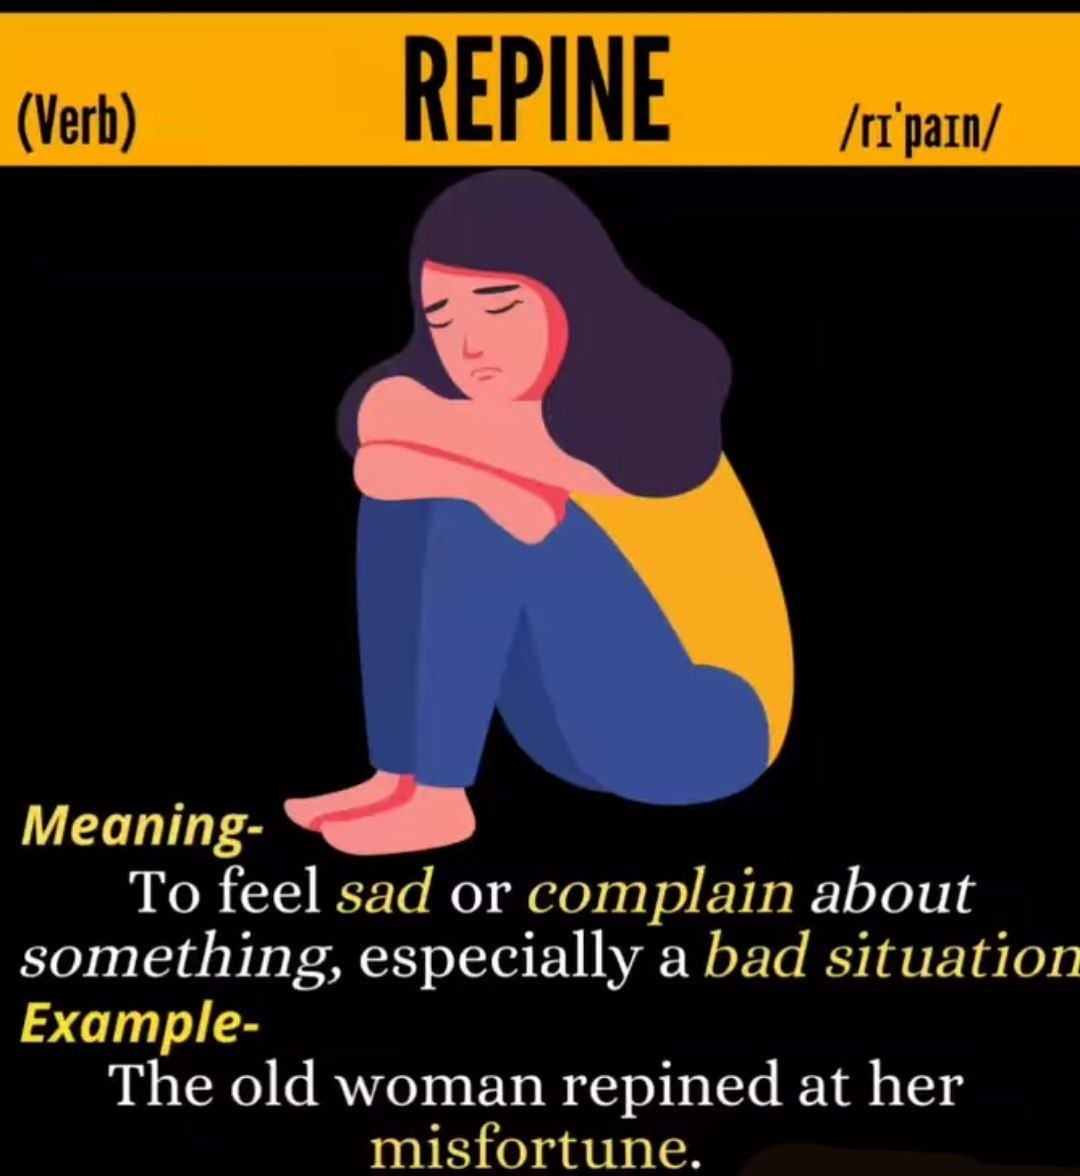 REPINE
(Verb) /rɪˈpaɪn/
Meaning-
To feel sad or complain about
something, especially a bad situation
Example-
The old woman repined at her
misfortune.